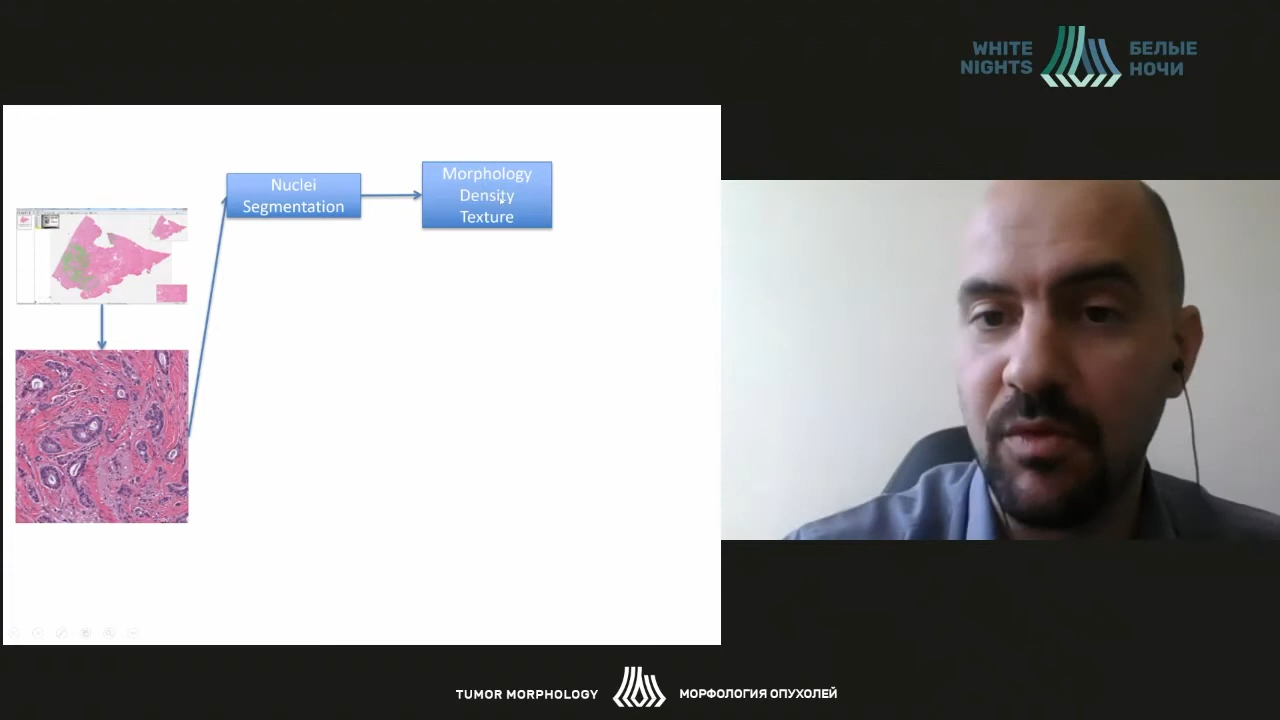 WHITE
NIGHTS
БЕЛЫЕ
НОЧИ
Nuclei
Segmentation
Morphology
Density
Texture
TUMOR MORPHOLOGY
МОРФОЛОГИЯ ОПУХОЛЕЙ